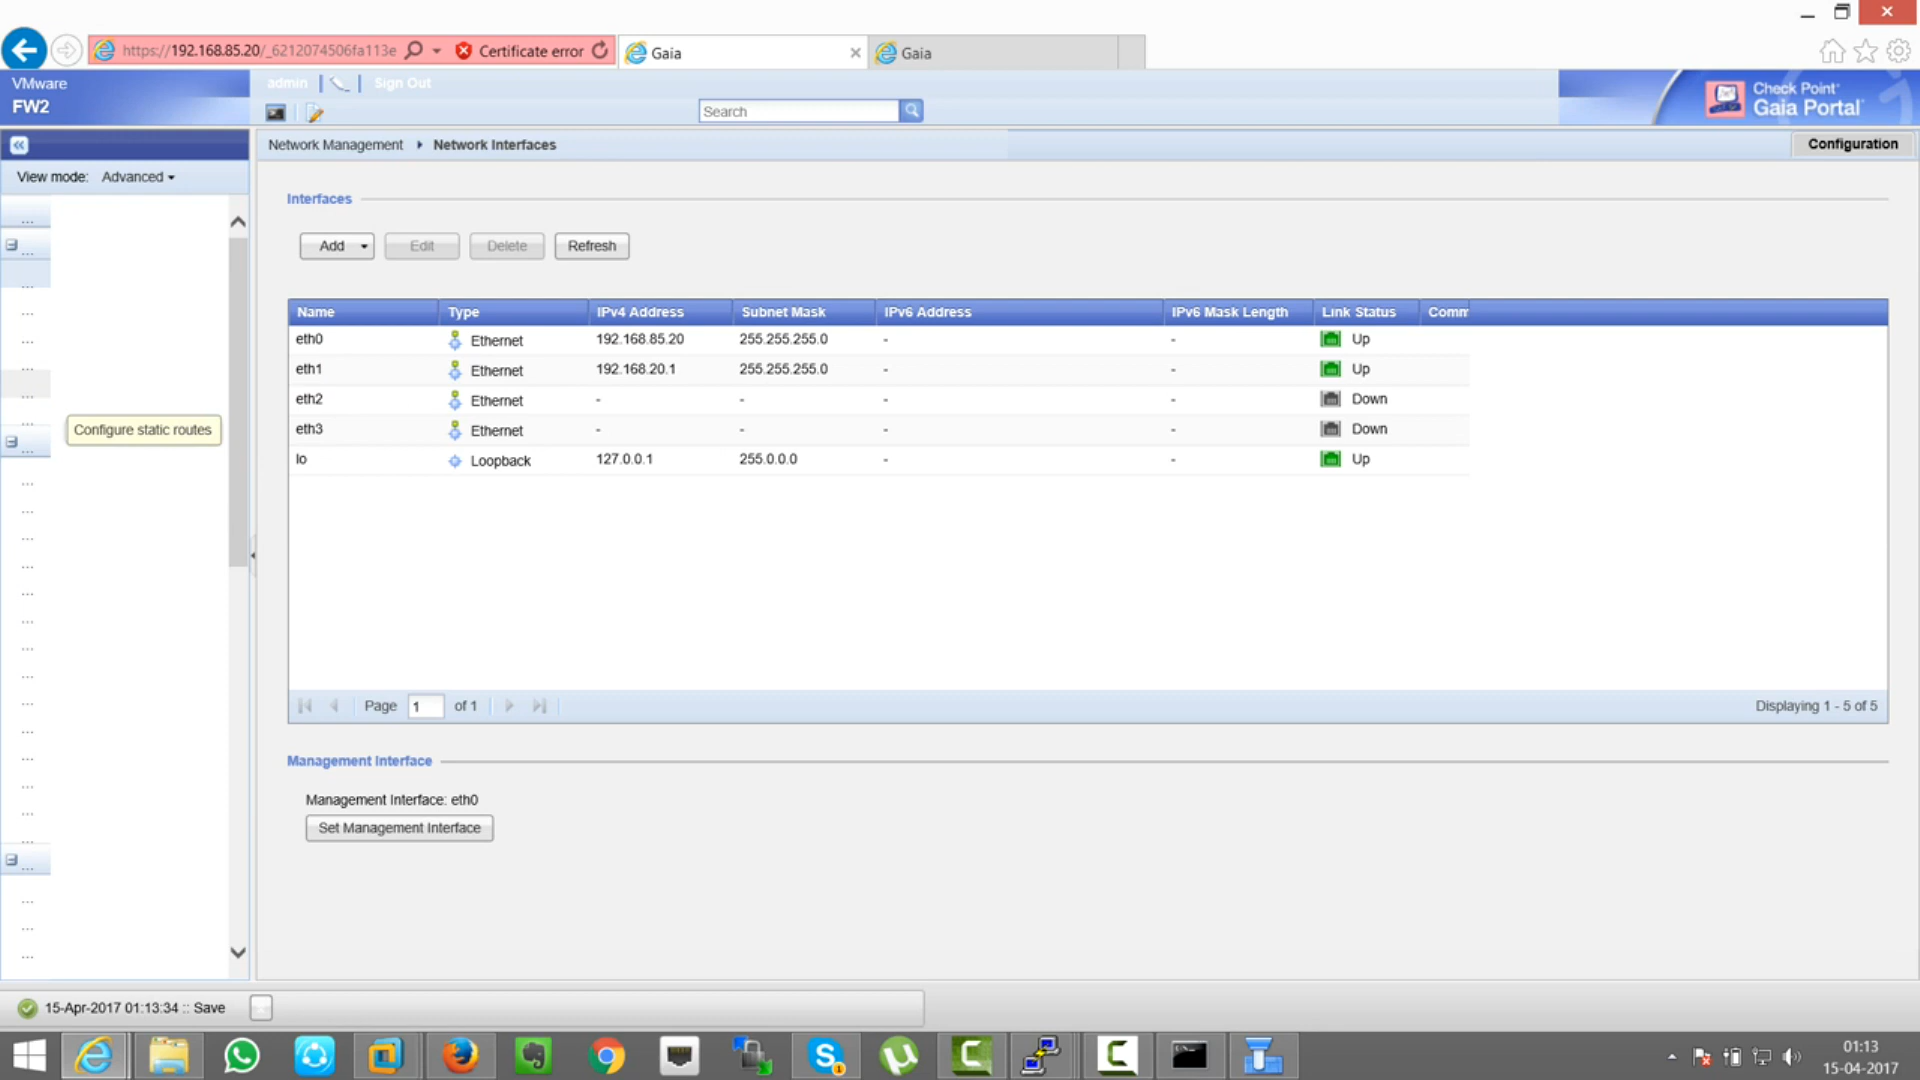 https://192.168.85.20/_6212074506fa113e
Certificate error
Gaia
Gaia
VMware
FW2
admin
Sign Out
Search
Check Point
Gaia Portal
Network Management
Network Interfaces
Configuration
View mode: Advanced
Interfaces
Add
Edit
Delete
Refresh
Name Type IPv4 Address Subnet Mask IPv6 Address IPv6 Mask Length Link Status Comm
eth0 Ethernet 192.168.85.20 255.255.255.0 - - Up
eth1 Ethernet 192.168.20.1 255.255.255.0 - - Up
eth2 Ethernet - - - - Down
eth3 Ethernet - - - - Down
lo Loopback 127.0.0.1 255.0.0.0 - - Up
Configure static routes
Page 1 of 1
Displaying 1 - 5 of 5
Management Interface
Management Interface: eth0
Set Management Interface
15-Apr-2017 01:13:34 :: Save
01:13
15-04-2017